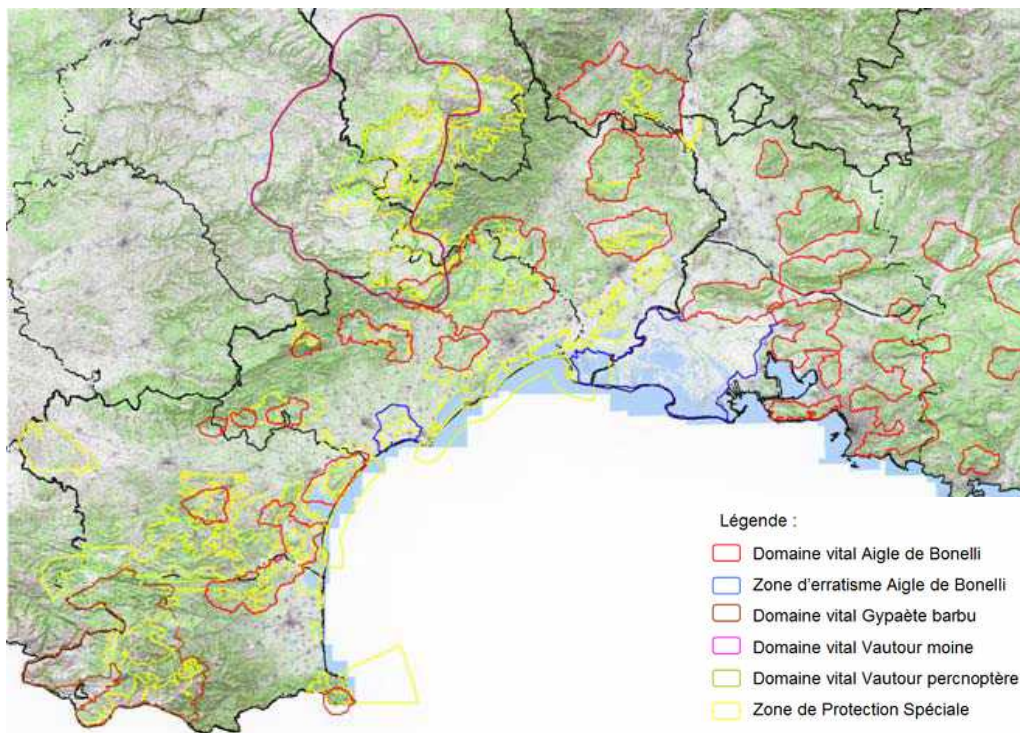 Légende :
Domaine vital Aigle de Bonelli
Zone d'erratisme Aigle de Bonelli
Domaine vital Gypaète barbu
Domaine vital Vautour moine
Domaine vital Vautour percnoptère
Zone de Protection Spéciale